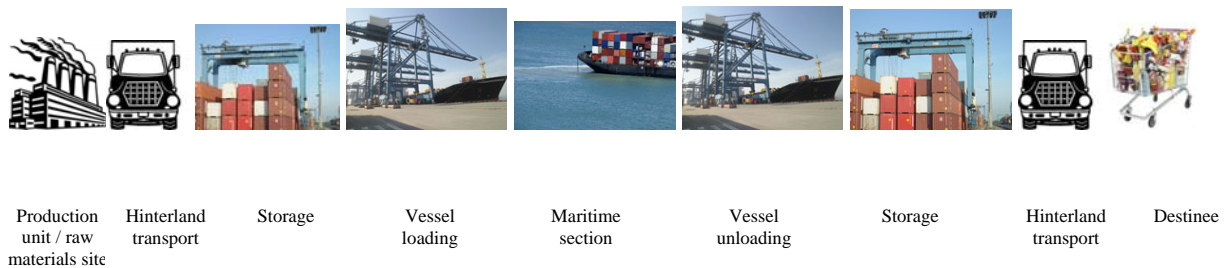 Production
unit / raw
materials site
Hinterland
transport
Storage
Vessel
loading
Maritime
section
Vessel
unloading
Storage
Hinterland
transport
Destinee